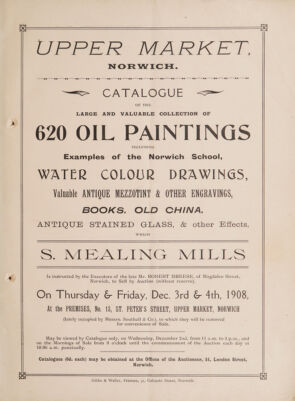 UPPER MARKET,
NORWICH.
CATALOGUE
OF THE
LARGE AND VALUABLE COLLECTION OF
620 OIL PAINTINGS
INCLUDING
Examples of the Norwich School,
WATER COLOUR DRAWINGS,
Valuable ANTIQUE MEZZOTINT & OTHER ENGRAVINGS,
BOOKS, OLD CHINA,
ANTIQUE STAINED GLASS, & other Effects,
WHICH
S. MEALING MILLS
Is instructed by the Executors of the late Mr. ROBERT of Magdalen Street,
Norwich, to Sell by Auction (without reserve),
On Thursday & Friday, Dec. 3rd & 4th, 1908,
At the PREMISES, No. 15, ST. PETER'S STREET, UPPER MARKET, NORWICH
(lately occupied by Messrs. & Co.), to which they will be removed
for convenience of Sale.
May be viewed by Catalogue only, on Wednesday, December 2nd, from 11 a.m. to 4 p.m., and
on the Mornings of Sale from 9 o'clock until the commencement of the Auction each day at
10.30 a.m. punctually.
Catalogues (6d. each) may be obtained at the Offices of the Auctioneer, 21, London Street,
Norwich.
Gibbs & Waller, Printers, Calvert Street, Norwich